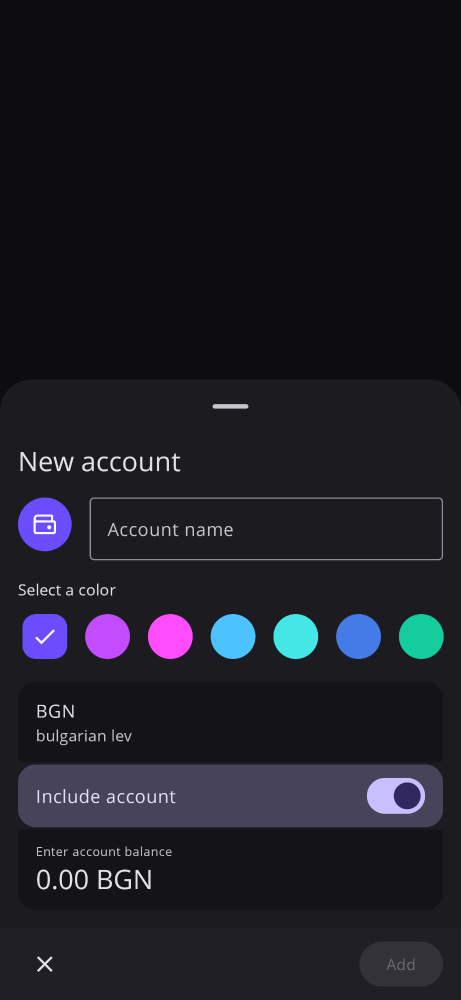 New account
Account name
Select a color
BGN
bulgarian lev
Include account
Enter account balance
0.00 BGN
Add